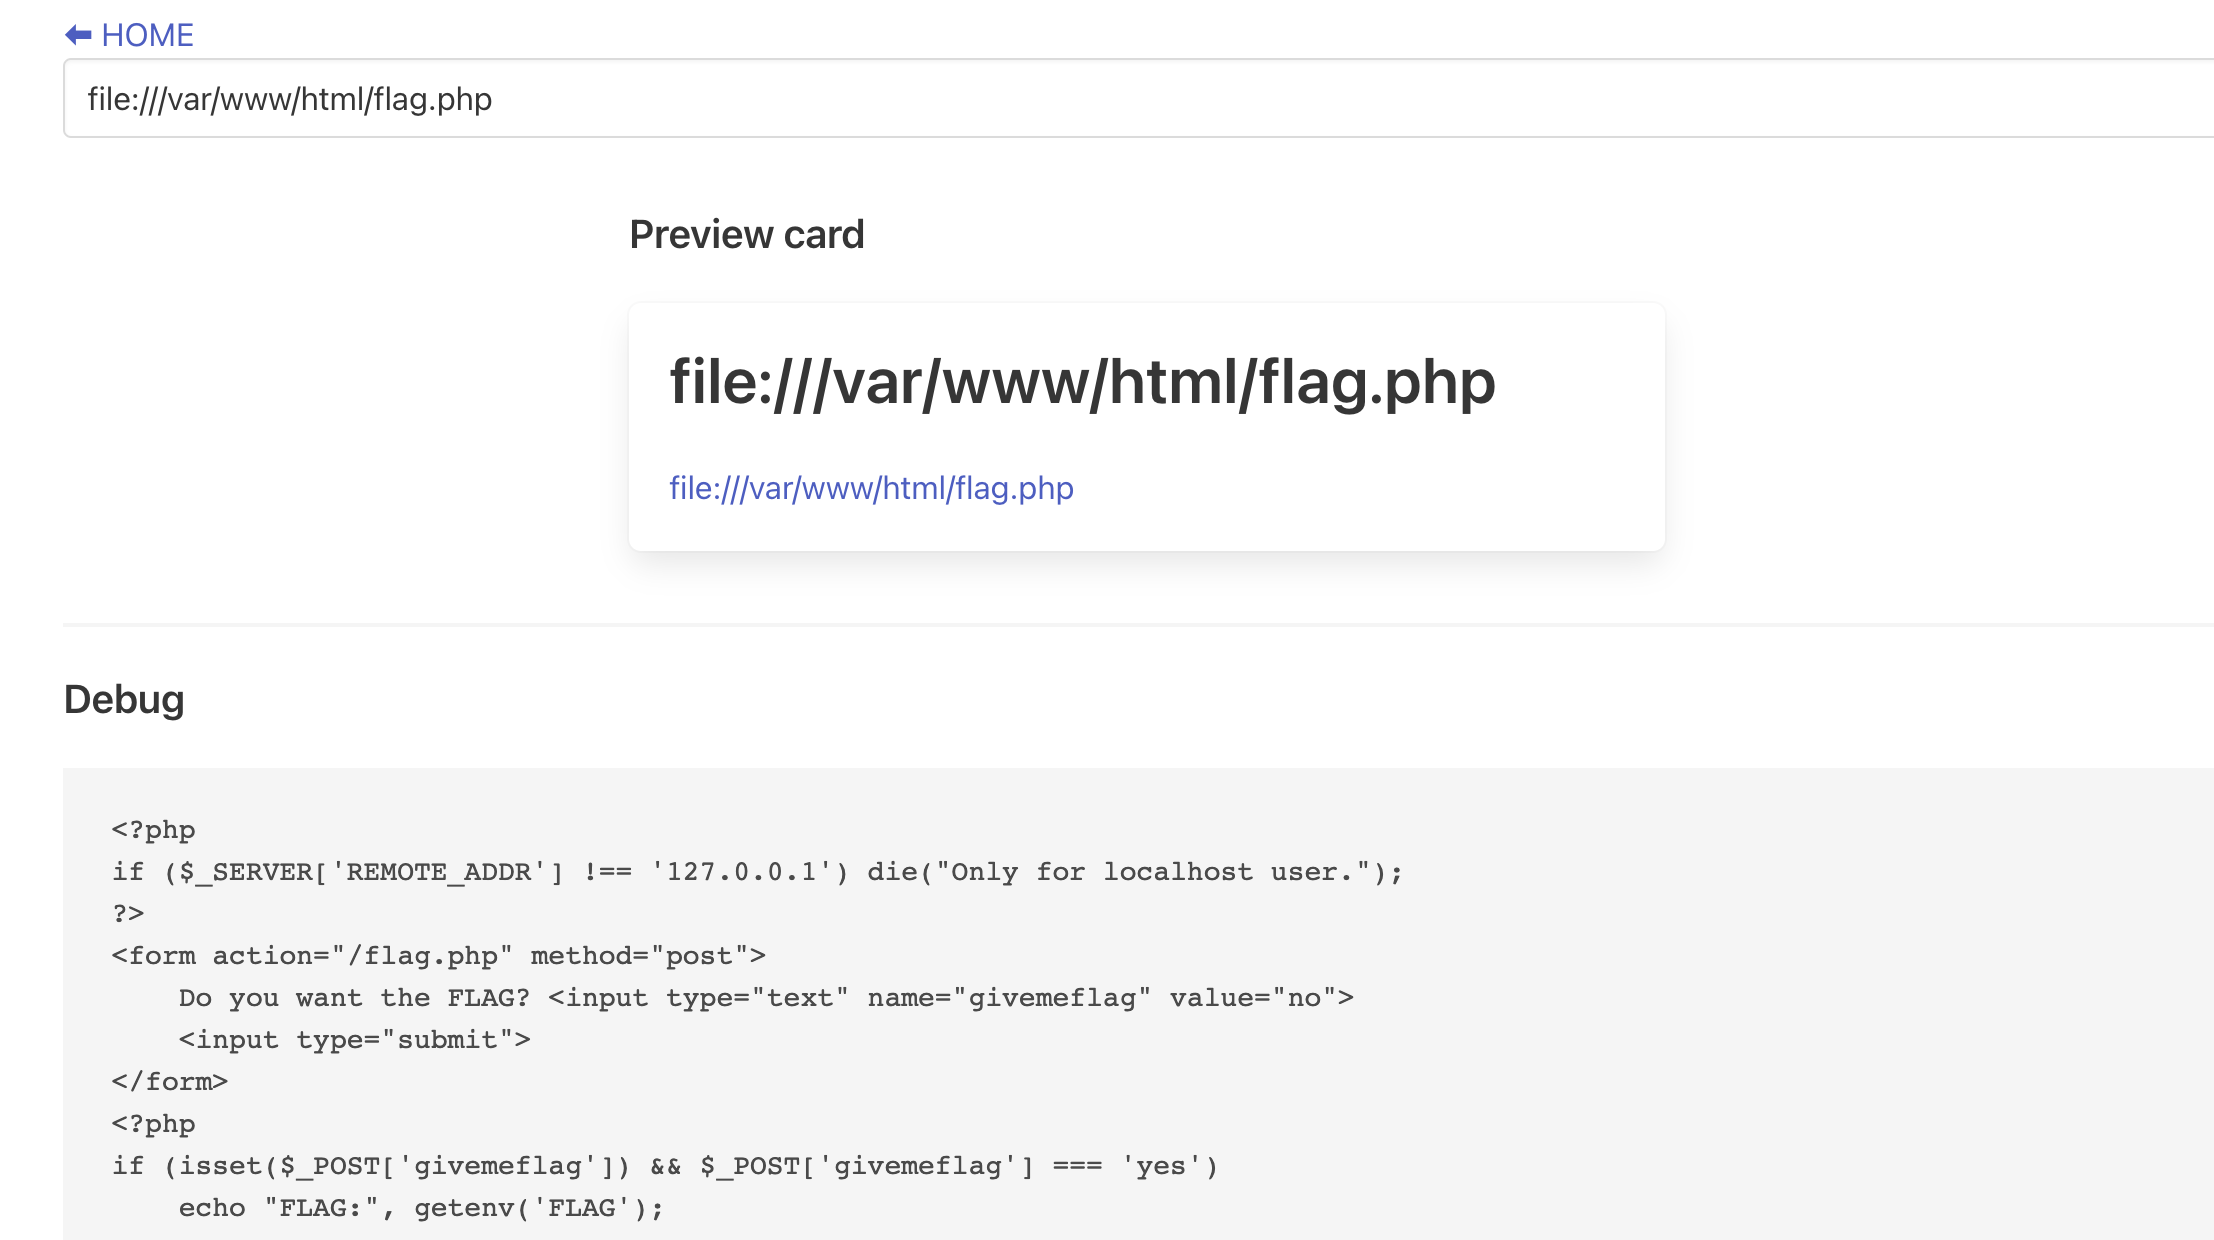 ⬅ HOME
file:///var/www/html/flag.php
Preview card
file:///var/www/html/flag.php
file:///var/www/html/flag.php
Debug
<?php
if ($_SERVER['REMOTE_ADDR'] !== '127.0.0.1') die("Only for localhost user.");
?>
<form action="/flag.php" method="post">
    Do you want the FLAG? <input type="text" name="givemeflag" value="no">
    <input type="submit">
</form>
<?php
if (isset($_POST['givemeflag']) && $_POST['givemeflag'] === 'yes')
    echo "FLAG:", getenv('FLAG');